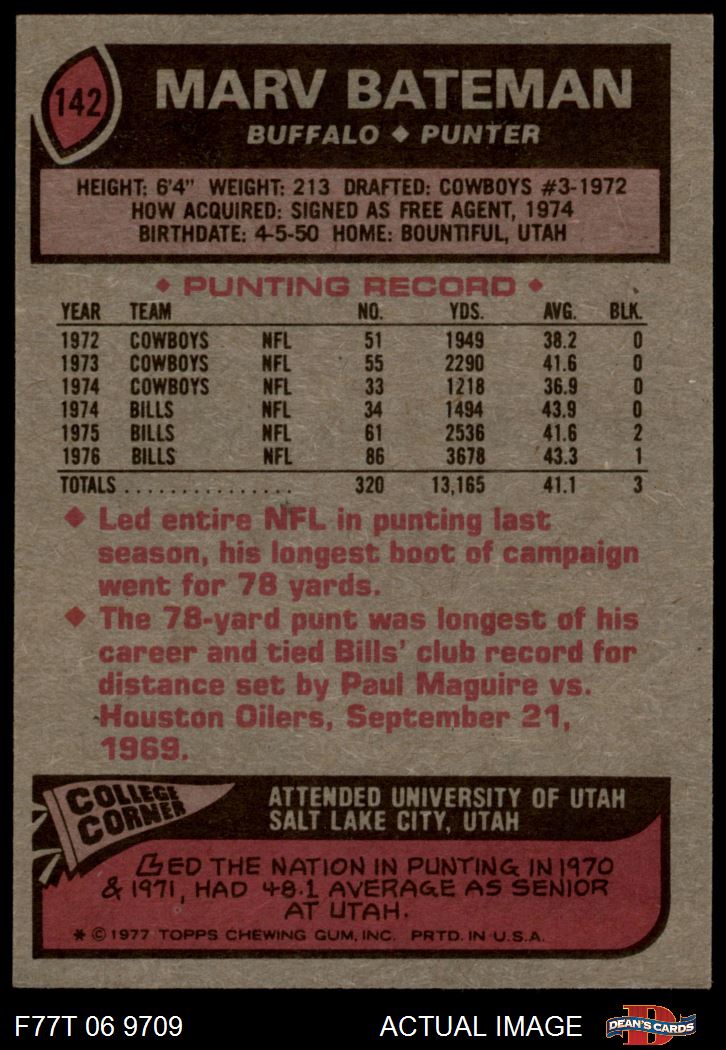 142
MARV BATEMAN
BUFFALO ◆ PUNTER
HEIGHT: 6'4" WEIGHT: 213 DRAFTED: COWBOYS #3-1972
HOW ACQUIRED: SIGNED AS FREE AGENT, 1974
BIRTHDATE: 4-5-50 HOME: BOUNTIFUL, UTAH
◆ PUNTING RECORD ◆
YEAR TEAM NO. YDS. AVG. BLK.
1972 COWBOYS NFL 51 1949 38.2 0
1973 COWBOYS NFL 55 2290 41.6 0
1974 COWBOYS NFL 33 1218 36.9 0
1974 BILLS NFL 34 1494 43.9 0
1975 BILLS NFL 61 2536 41.6 2
1976 BILLS NFL 86 3678 43.3 1
TOTALS ............... 320 13,165 41.1 3
◆ Led entire NFL in punting last
season, his longest boot of campaign
went for 78 yards.
◆ The 78-yard punt was longest of his
career and tied Bills' club record for
distance set by Paul Maguire vs.
Houston Oilers, September 21,
1969.
COLLEGE
CORNER
ATTENDED UNIVERSITY OF UTAH
SALT LAKE CITY, UTAH
LED THE NATION IN PUNTING IN 1970
& 1971, HAD 48.1 AVERAGE AS SENIOR
AT UTAH.
* © 1977 TOPPS CHEWING GUM, INC. PRTD. IN U.S.A.
F77T 06 9709
ACTUAL IMAGE
D
DEAN'S CARDS